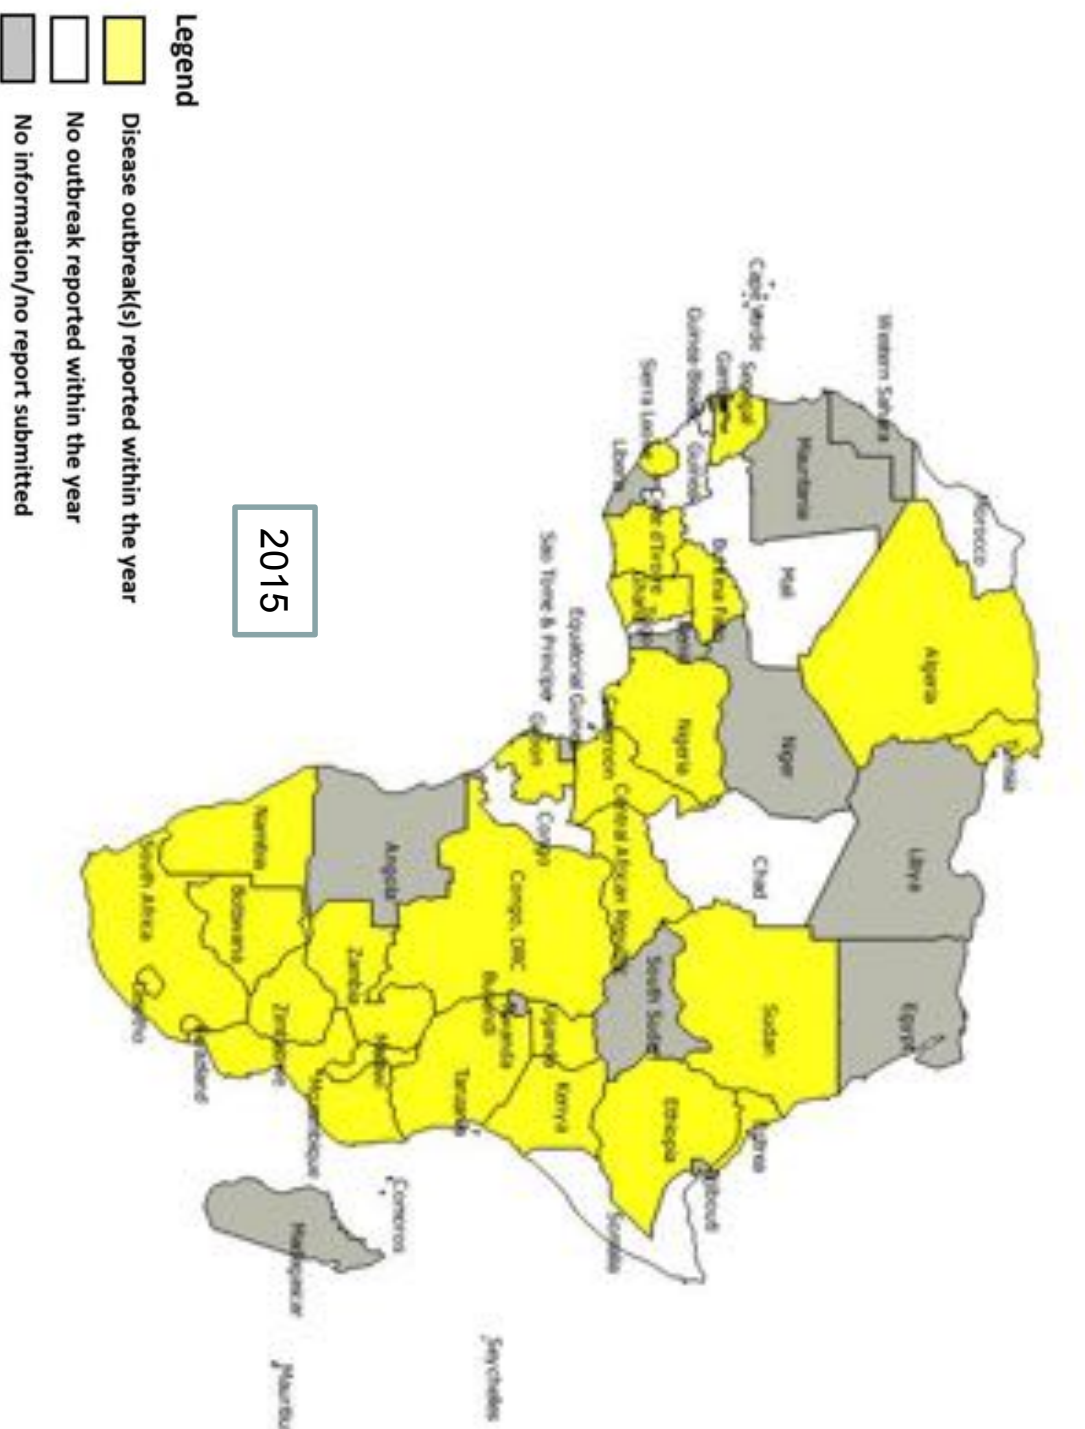 Western Sahara
Morocco
Algeria
Tunisia
Libya
Egypt
Cape Verde
Mauritania
Mali
Niger
Chad
Sudan
Eritrea
Senegal
Guinea-Bissau
Guinea
Burkina Faso
Nigeria
Djibouti
Sierra Leone
Liberia
Cote d'Ivoire
Ghana
Central African Republic
South Sudan
Ethiopia
Somalia
Cameroon
Equatorial Guinea
Sao Tome & Principe
Gabon
Congo
Congo, DRC
Uganda
Kenya
Rwanda
Burundi
Tanzania
Seychelles
Angola
Zambia
Malawi
Comoros
Namibia
Botswana
Zimbabwe
Mozambique
Madagascar
Mauritiu
South Africa
Lesotho
Swaziland
2015
Legend
Disease outbreak(s) reported within the year
No outbreak reported within the year
No information/no report submitted